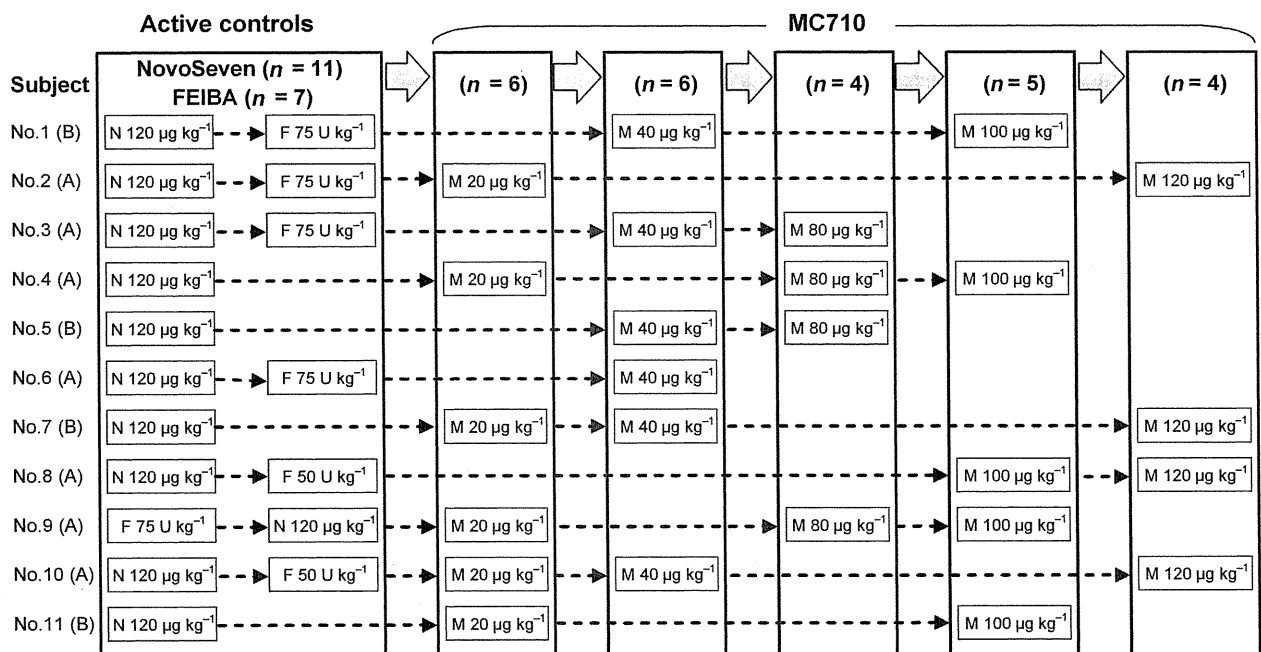 Active controls MC710
Subject NovoSeven (n = 11) FEIBA (n = 7) (n = 6) (n = 6) (n = 4) (n = 5) (n = 4)
No.1 (B) N 120 µg kg⁻¹ F 75 U kg⁻¹ M 40 µg kg⁻¹ M 100 µg kg⁻¹
No.2 (A) N 120 µg kg⁻¹ F 75 U kg⁻¹ M 20 µg kg⁻¹ M 120 µg kg⁻¹
No.3 (A) N 120 µg kg⁻¹ F 75 U kg⁻¹ M 40 µg kg⁻¹ M 80 µg kg⁻¹
No.4 (A) N 120 µg kg⁻¹ M 20 µg kg⁻¹ M 80 µg kg⁻¹ M 100 µg kg⁻¹
No.5 (B) N 120 µg kg⁻¹ M 40 µg kg⁻¹ M 80 µg kg⁻¹
No.6 (A) N 120 µg kg⁻¹ F 75 U kg⁻¹ M 40 µg kg⁻¹
No.7 (B) N 120 µg kg⁻¹ M 20 µg kg⁻¹ M 40 µg kg⁻¹ M 120 µg kg⁻¹
No.8 (A) N 120 µg kg⁻¹ F 50 U kg⁻¹ M 100 µg kg⁻¹ M 120 µg kg⁻¹
No.9 (A) F 75 U kg⁻¹ N 120 µg kg⁻¹ M 20 µg kg⁻¹ M 80 µg kg⁻¹ M 100 µg kg⁻¹
No.10 (A) N 120 µg kg⁻¹ F 50 U kg⁻¹ M 20 µg kg⁻¹ M 40 µg kg⁻¹ M 120 µg kg⁻¹
No.11 (B) N 120 µg kg⁻¹ M 20 µg kg⁻¹ M 100 µg kg⁻¹